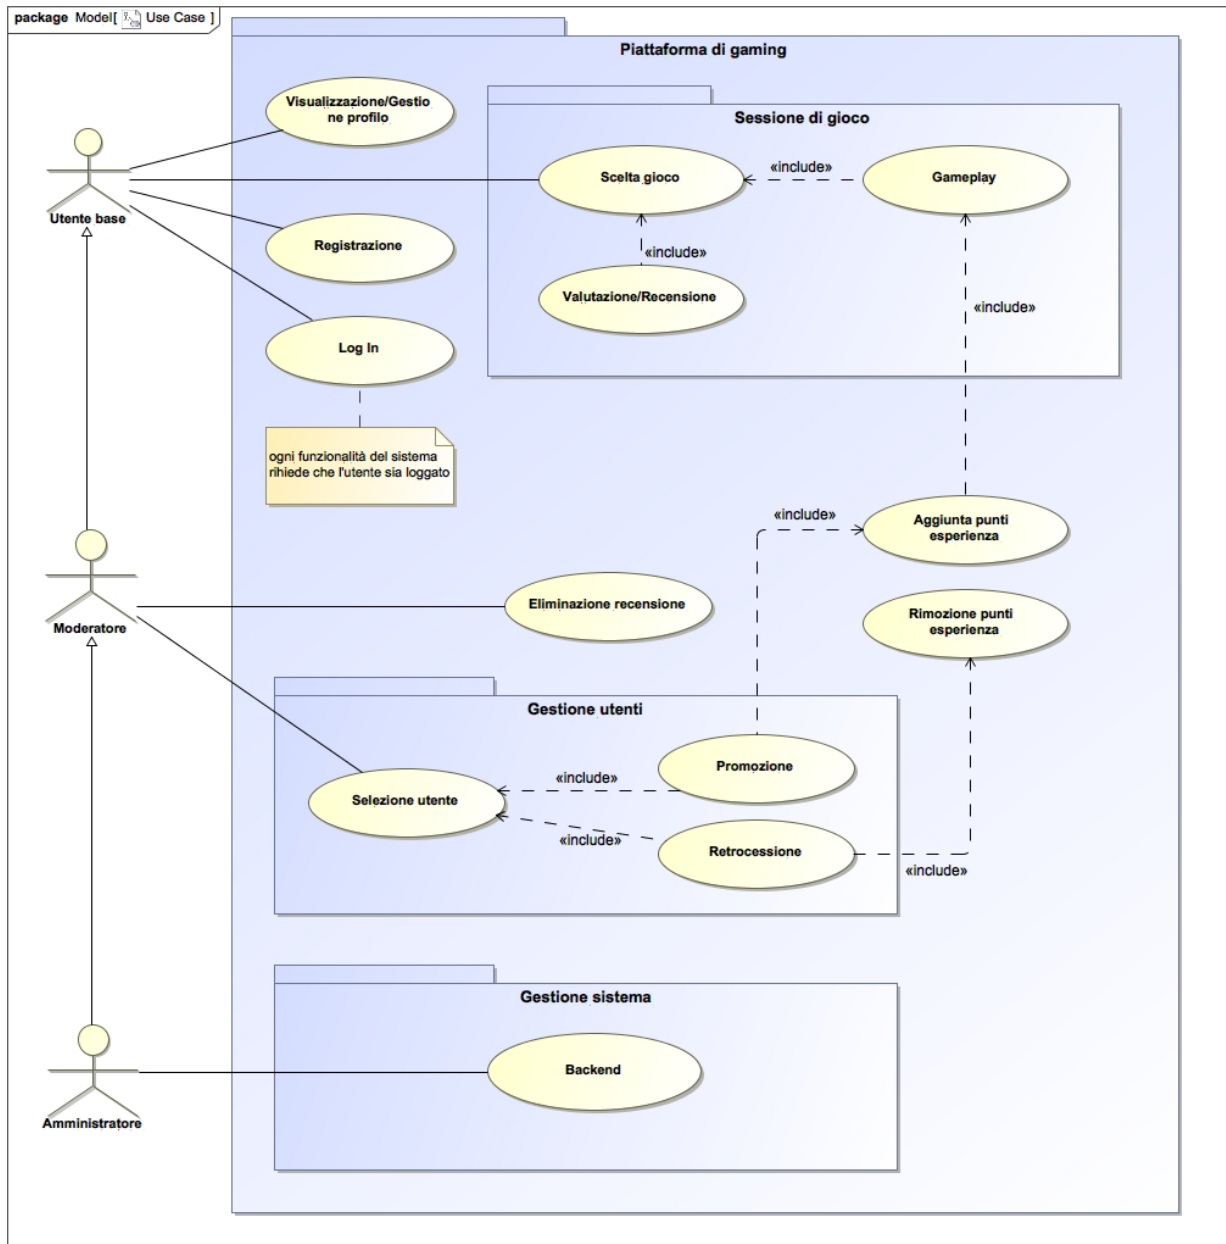 package Model[ Use Case ]
Piattaforma di gaming
Visualizzazione/Gestio
ne profilo
Sessione di gioco
Scelta gioco
«include»
Gameplay
Utente base
Registrazione
«include»
Valutazione/Recensione
«include»
Log In
ogni funzionalità del sistema
rihiede che l'utente sia loggato
«include»
Aggiunta punti
esperienza
Eliminazione recensione
Rimozione punti
esperienza
Moderatore
Gestione utenti
Promozione
«include»
Selezione utente
«include»
Retrocessione
«include»
Gestione sistema
Backend
Amministratore